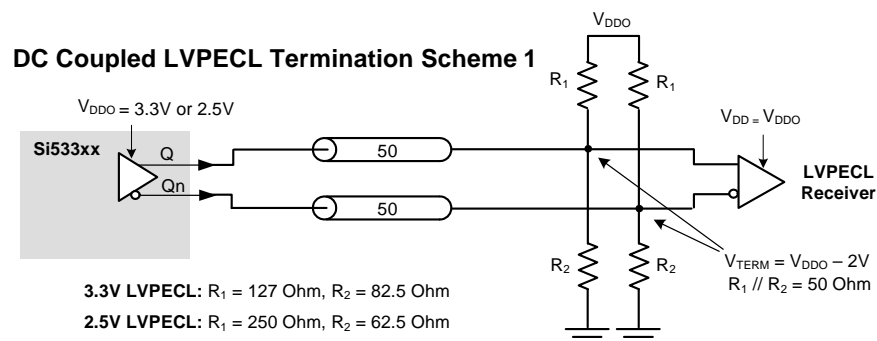 DC Coupled LVPECL Termination Scheme 1
VDDO
R1
R1
VDDO = 3.3V or 2.5V
VDD = VDDO
Si533xx
Q
50
LVPECL
Receiver
Qn
50
R2
R2
VTERM = VDDO – 2V
R1 // R2 = 50 Ohm
3.3V LVPECL: R1 = 127 Ohm, R2 = 82.5 Ohm
2.5V LVPECL: R1 = 250 Ohm, R2 = 62.5 Ohm